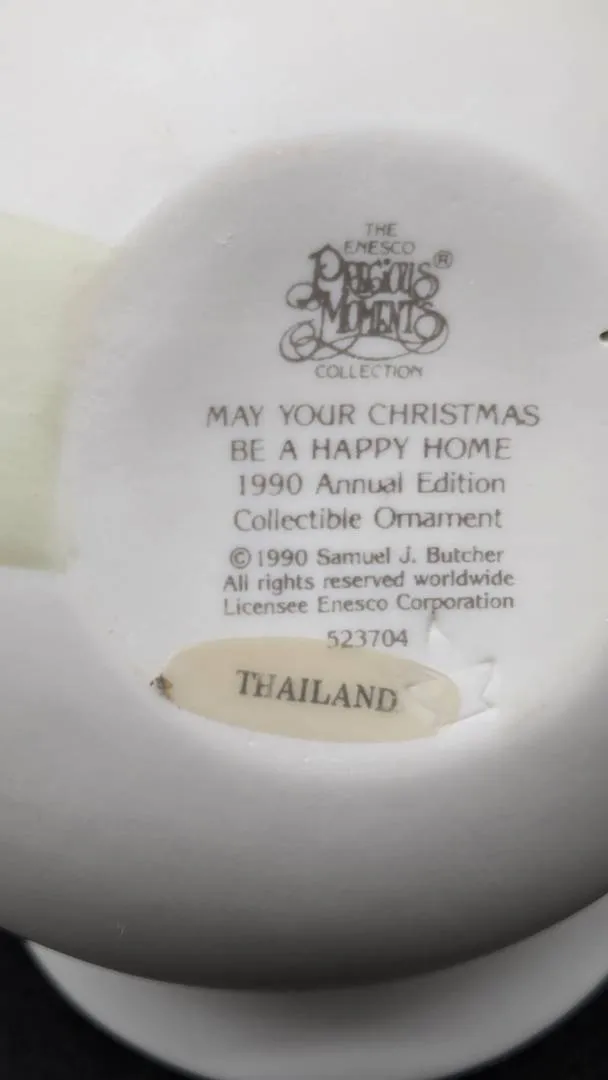 THE
ENESCO
PRECIOUS®
MOMENTS
COLLECTION
MAY YOUR CHRISTMAS
BE A HAPPY HOME
1990 Annual Edition
Collectible Ornament
©1990 Samuel J. Butcher
All rights reserved worldwide
Licensee Enesco Corporation
523704
THAILAND